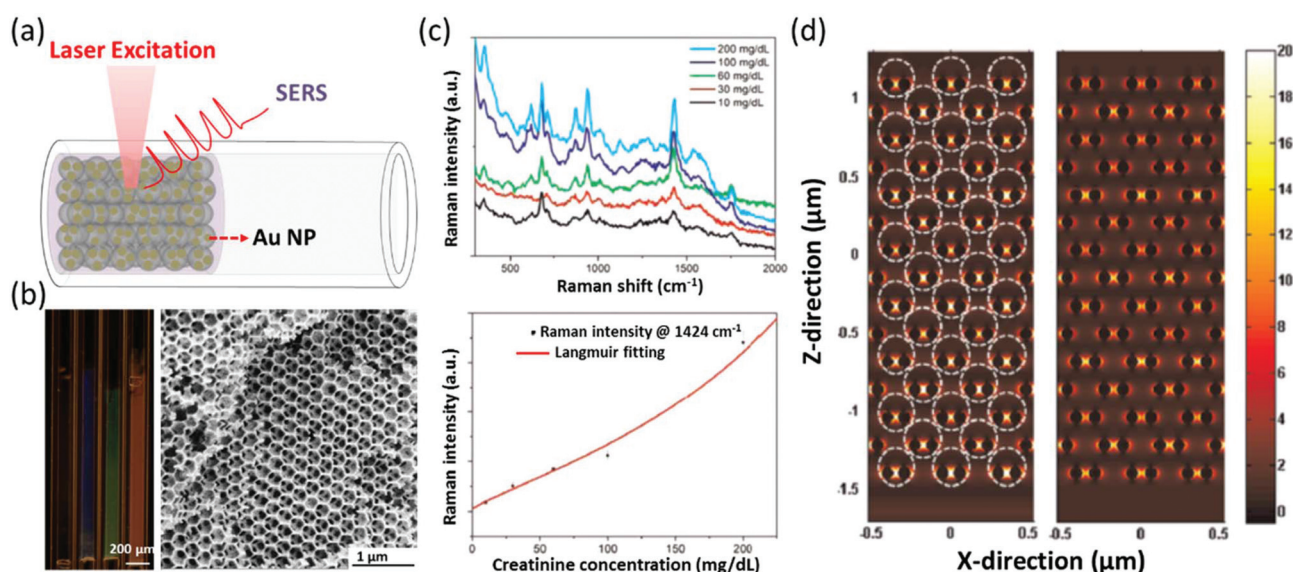 (a)
Laser Excitation
SERS
Au NP
(b)
200 µm
1 µm
(c)
200 mg/dL
100 mg/dL
60 mg/dL
30 mg/dL
10 mg/dL
Raman intensity (a.u.)
500
1000
1500
2000
Raman shift (cm⁻¹)
Raman intensity @ 1424 cm⁻¹
Langmuir fitting
Raman intensity (a.u.)
0
50
100
150
200
Creatinine concentration (mg/dL)
(d)
Z-direction (µm)
1
0.5
0
-0.5
-1
-1.5
-0.5
0
0.5
-0.5
0
0.5
X-direction (µm)
20
18
16
14
12
10
8
6
4
2
0